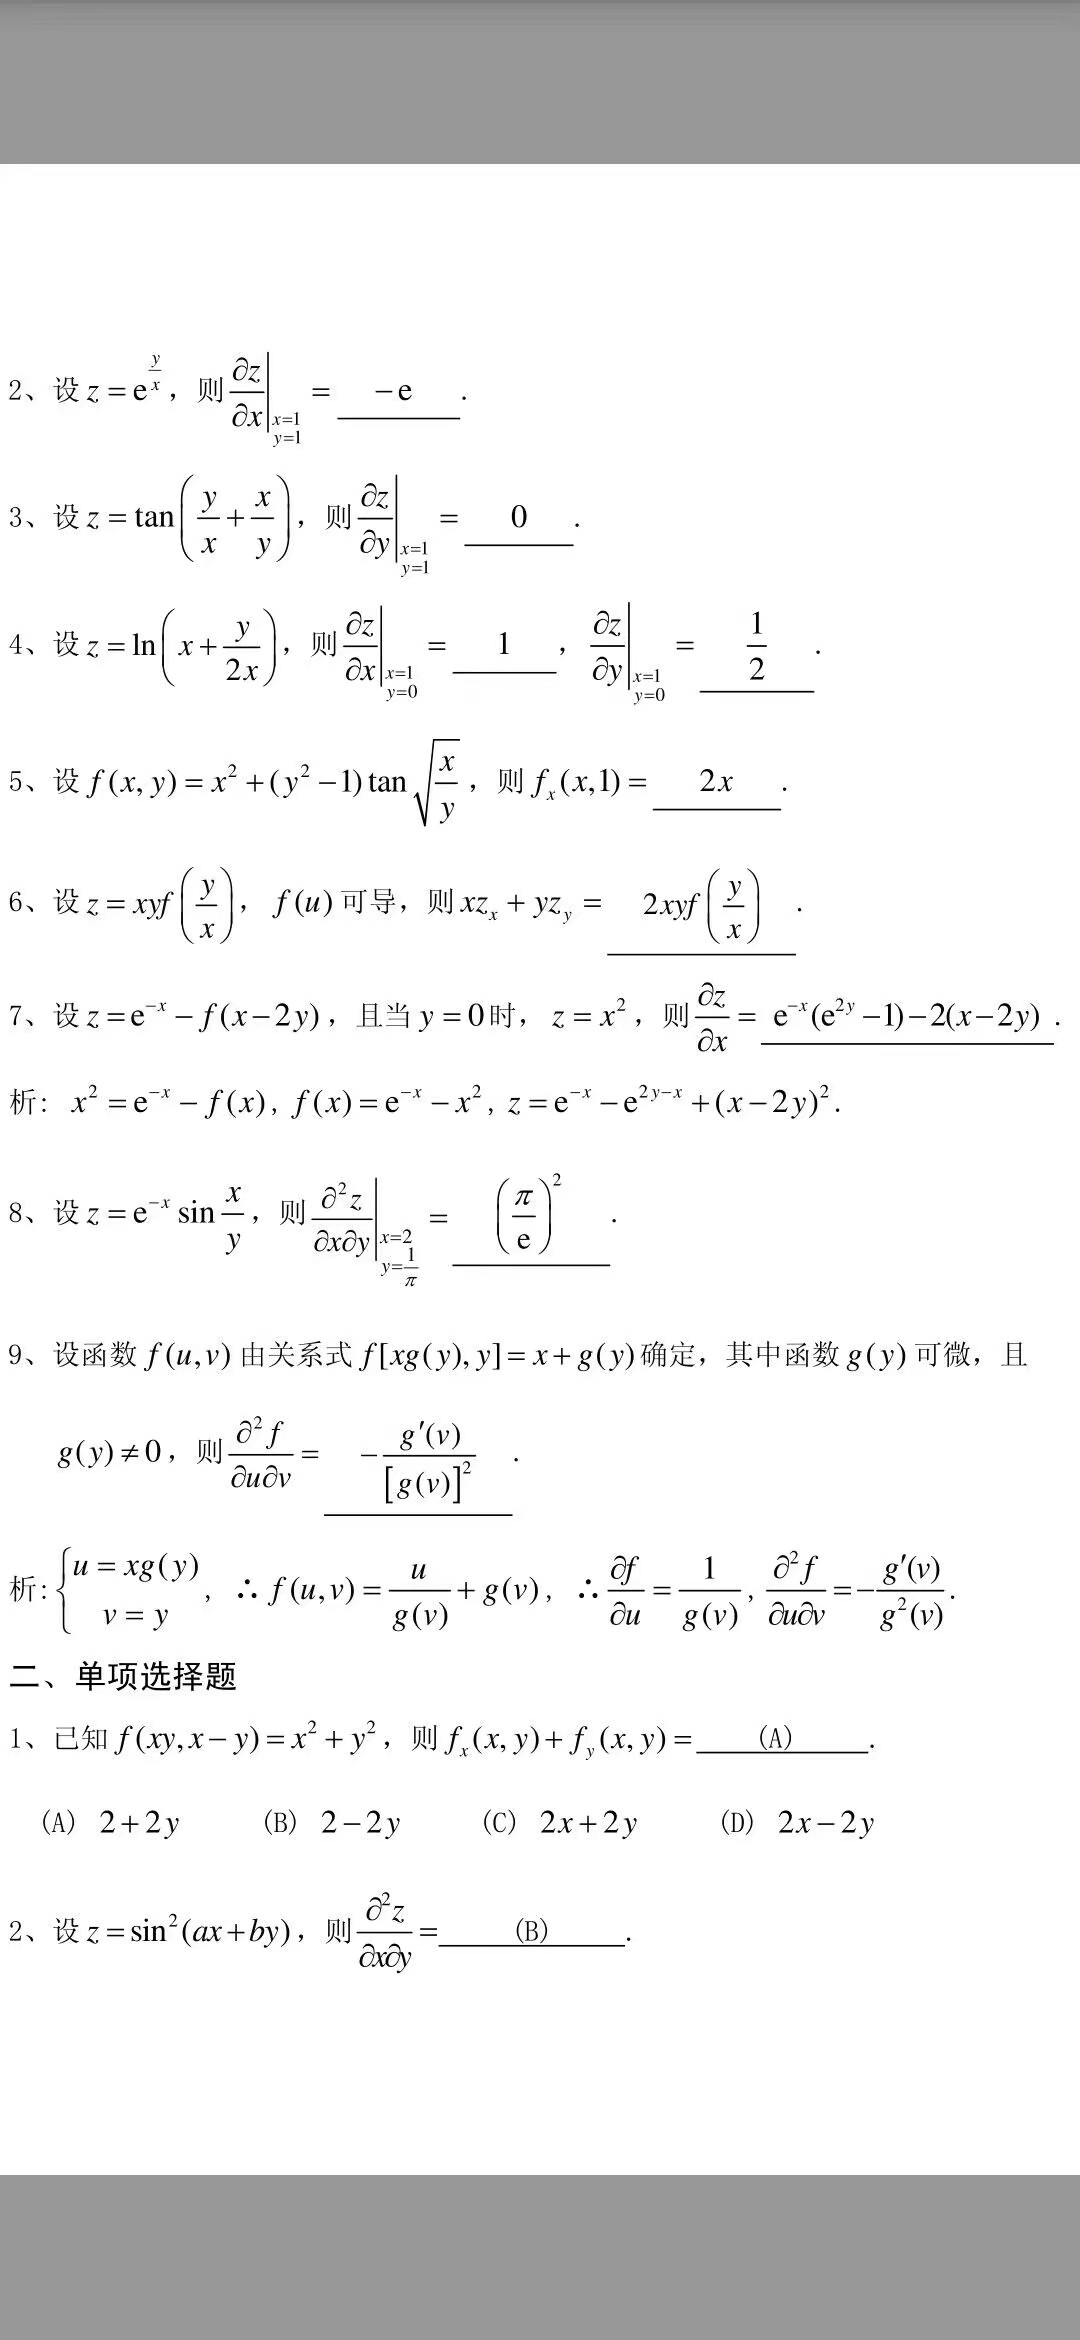 2、设 $z=\mathrm{e}^{\frac{y}{x}}$，则 $\left.\frac{\partial z}{\partial x}\right|_{\substack{x=1\\y=1}}=$ $-\mathrm{e}$ .
3、设 $z=\tan\left(\frac{y}{x}+\frac{x}{y}\right)$，则 $\left.\frac{\partial z}{\partial y}\right|_{\substack{x=1\\y=1}}=$ $0$ .
4、设 $z=\ln\left(x+\frac{y}{2x}\right)$，则 $\left.\frac{\partial z}{\partial x}\right|_{\substack{x=1\\y=0}}=$ $1$ ，$\left.\frac{\partial z}{\partial y}\right|_{\substack{x=1\\y=0}}=$ $\frac{1}{2}$ .
5、设 $f(x,y)=x^2+(y^2-1)\tan\sqrt{\frac{x}{y}}$，则 $f_x(x,1)=$ $2x$ .
6、设 $z=xyf\left(\frac{y}{x}\right)$，$f(u)$ 可导，则 $xz_x+yz_y=$ $2xyf\left(\frac{y}{x}\right)$ .
7、设 $z=\mathrm{e}^{-x}-f(x-2y)$，且当 $y=0$ 时，$z=x^2$，则 $\frac{\partial z}{\partial x}=$ $\mathrm{e}^{-x}(\mathrm{e}^{2y}-1)-2(x-2y)$ .
析: $x^2=\mathrm{e}^{-x}-f(x)$, $f(x)=\mathrm{e}^{-x}-x^2$, $z=\mathrm{e}^{-x}-\mathrm{e}^{2y-x}+(x-2y)^2$.
8、设 $z=\mathrm{e}^{-x}\sin\frac{x}{y}$，则 $\left.\frac{\partial^2 z}{\partial x\partial y}\right|_{\substack{x=2\\y=\frac{1}{\pi}}}=$ $\left(\frac{\pi}{\mathrm{e}}\right)^2$ .
9、设函数 $f(u,v)$ 由关系式 $f[xg(y),y]=x+g(y)$ 确定，其中函数 $g(y)$ 可微，且
$g(y)\neq 0$，则 $\frac{\partial^2 f}{\partial u\partial v}=$ $-\frac{g'(v)}{[g(v)]^2}$ .
析: $\begin{cases}u=xg(y)\\v=y\end{cases}$, ∴ $f(u,v)=\frac{u}{g(v)}+g(v)$, ∴ $\frac{\partial f}{\partial u}=\frac{1}{g(v)}$, $\frac{\partial^2 f}{\partial u\partial v}=-\frac{g'(v)}{g^2(v)}$.
二、单项选择题
1、已知 $f(xy,x-y)=x^2+y^2$，则 $f_x(x,y)+f_y(x,y)=$ (A) .
(A) $2+2y$ (B) $2-2y$ (C) $2x+2y$ (D) $2x-2y$
2、设 $z=\sin^2(ax+by)$，则 $\frac{\partial^2 z}{\partial x\partial y}=$ (B) .